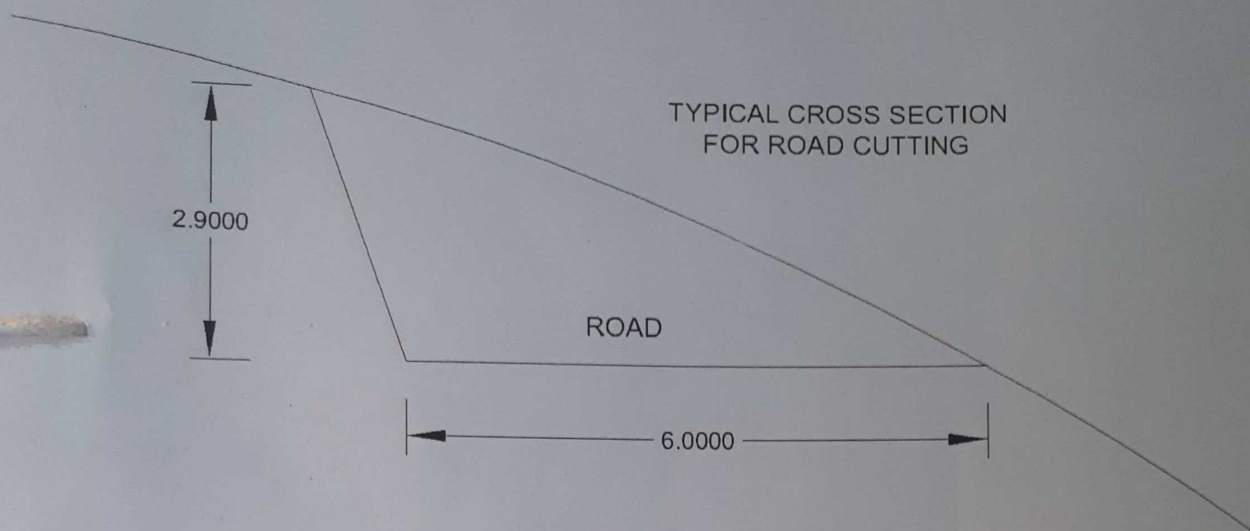 TYPICAL CROSS SECTION
FOR ROAD CUTTING
2.9000
ROAD
6.0000